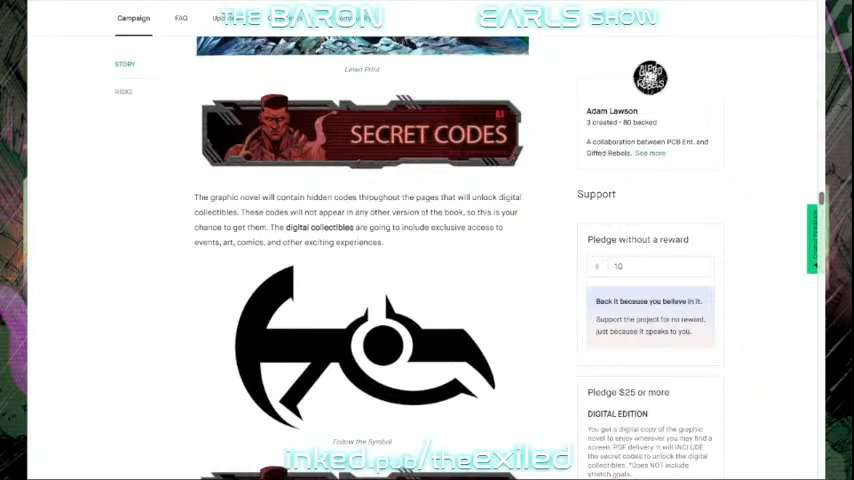 THE BARON EARLS SHOW
Campaign FAQ
STORY
RISKS
Linen Print
GIFTED REBELS
SECRET CODES
The graphic novel will contain hidden codes throughout the pages that will unlock digital
collectibles. These codes will not appear in any other version of the book, so this is your
chance to get them. The digital collectibles are going to include exclusive access to
events, art, comics, and other exciting experiences.
Follow the Symbol
Adam Lawson
3 created · 80 backed
A collaboration between PCB Ent. and
Gifted Rebels. See more
Support
Pledge without a reward
$ 10
Back it because you believe in it.
Support the project for no reward,
just because it speaks to you.
Pledge $25 or more
DIGITAL EDITION
You get a digital copy of the graphic
novel to enjoy wherever you may find a
screen. PDF delivery. It will INCLUDE
the secret codes to unlock the digital
collectibles. *Does NOT include
stretch goals.
inked.pub/theexiled